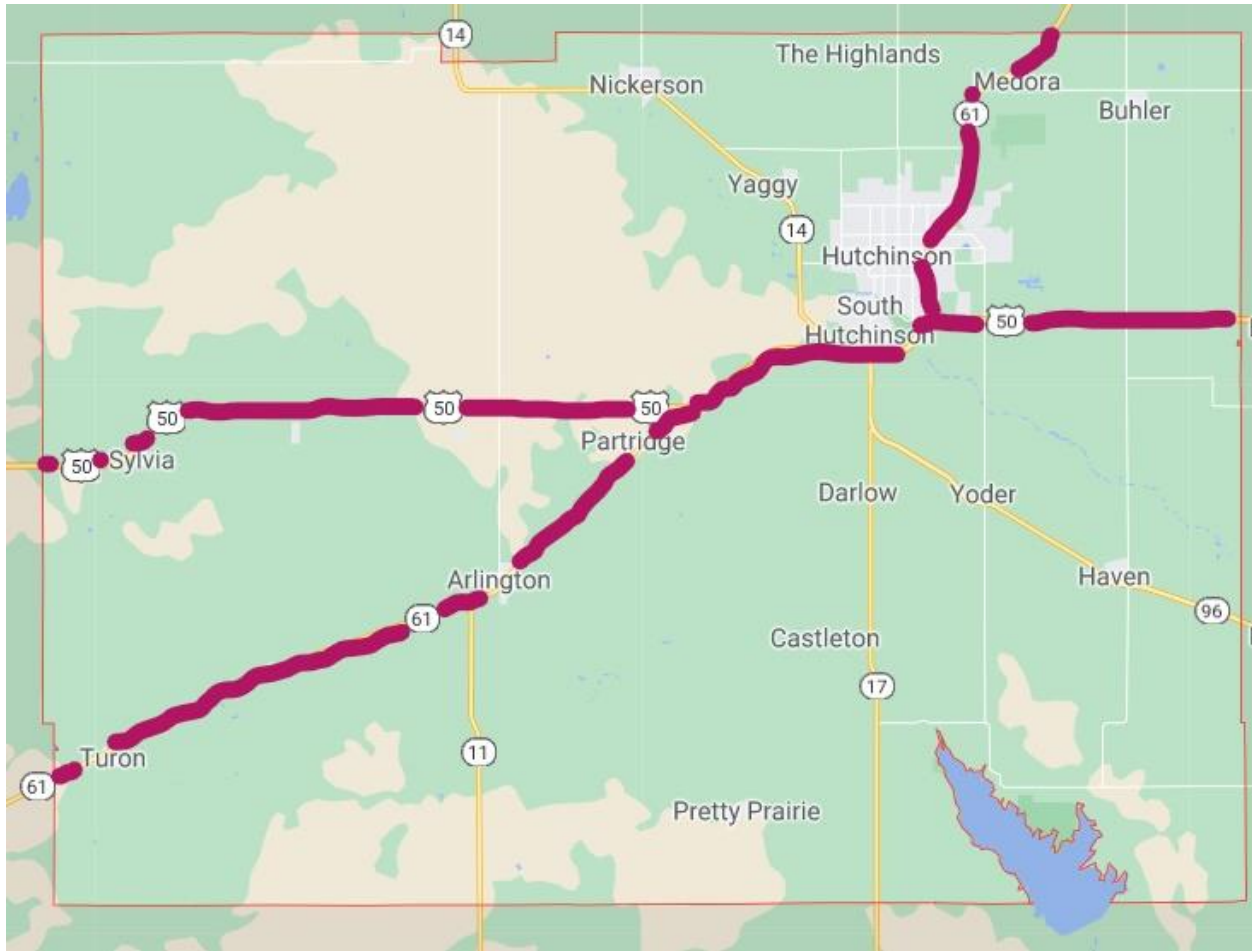 14
The Highlands
Nickerson
Medora
61
Buhler
Yaggy
14
Hutchinson
South
Hutchinson
50
50
50
50
50
Sylvia
Partridge
Darlow
Yoder
Arlington
Haven
61
96
Castleton
17
Turon
11
61
Pretty Prairie